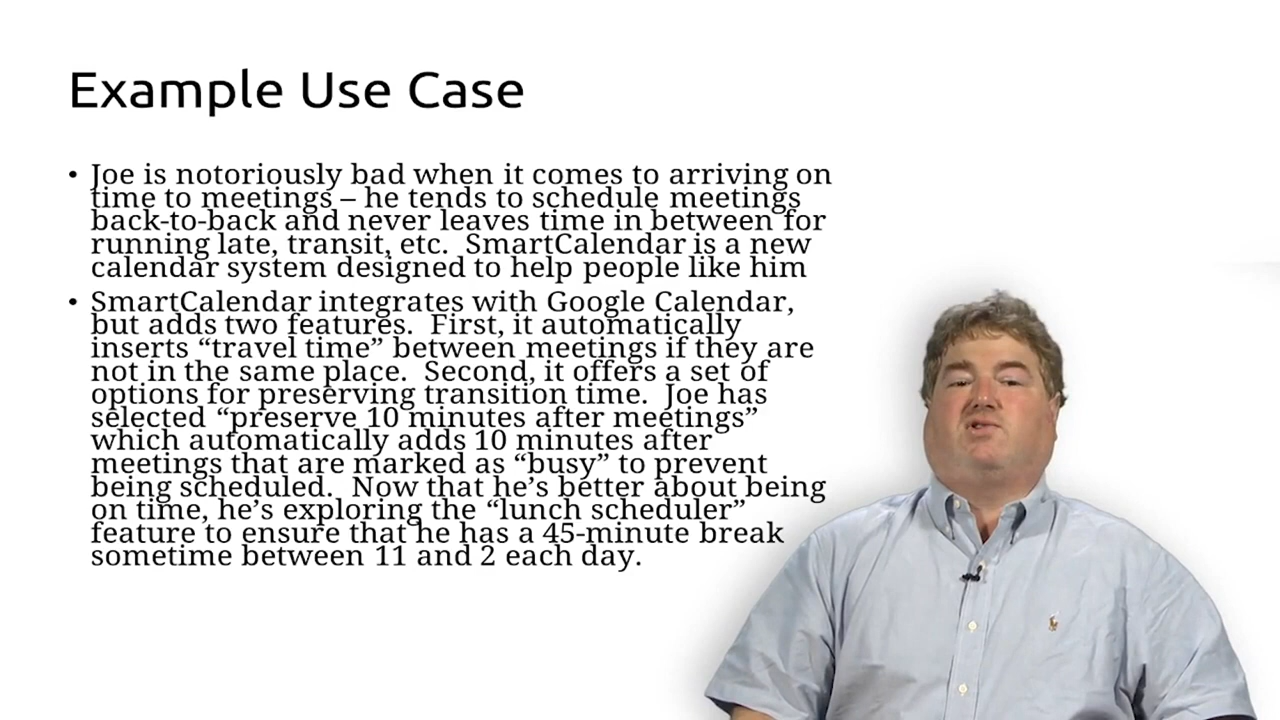 Example Use Case
• Joe is notoriously bad when it comes to arriving on
time to meetings – he tends to schedule meetings
back-to-back and never leaves time in between for
running late, transit, etc.  SmartCalendar is a new
calendar system designed to help people like him
• SmartCalendar integrates with Google Calendar,
but adds two features.  First, it automatically
inserts “travel time” between meetings if they are
not in the same place.  Second, it offers a set of
options for preserving transition time.  Joe has
selected “preserve 10 minutes after meetings”
which automatically adds 10 minutes after
meetings that are marked as “busy” to prevent
being scheduled.  Now that he’s better about being
on time, he’s exploring the “lunch scheduler”
feature to ensure that he has a 45-minute break
sometime between 11 and 2 each day.